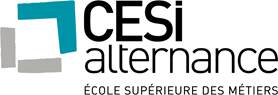 CESi
alternance
ÉCOLE SUPÉRIEURE DES MÉTIERS